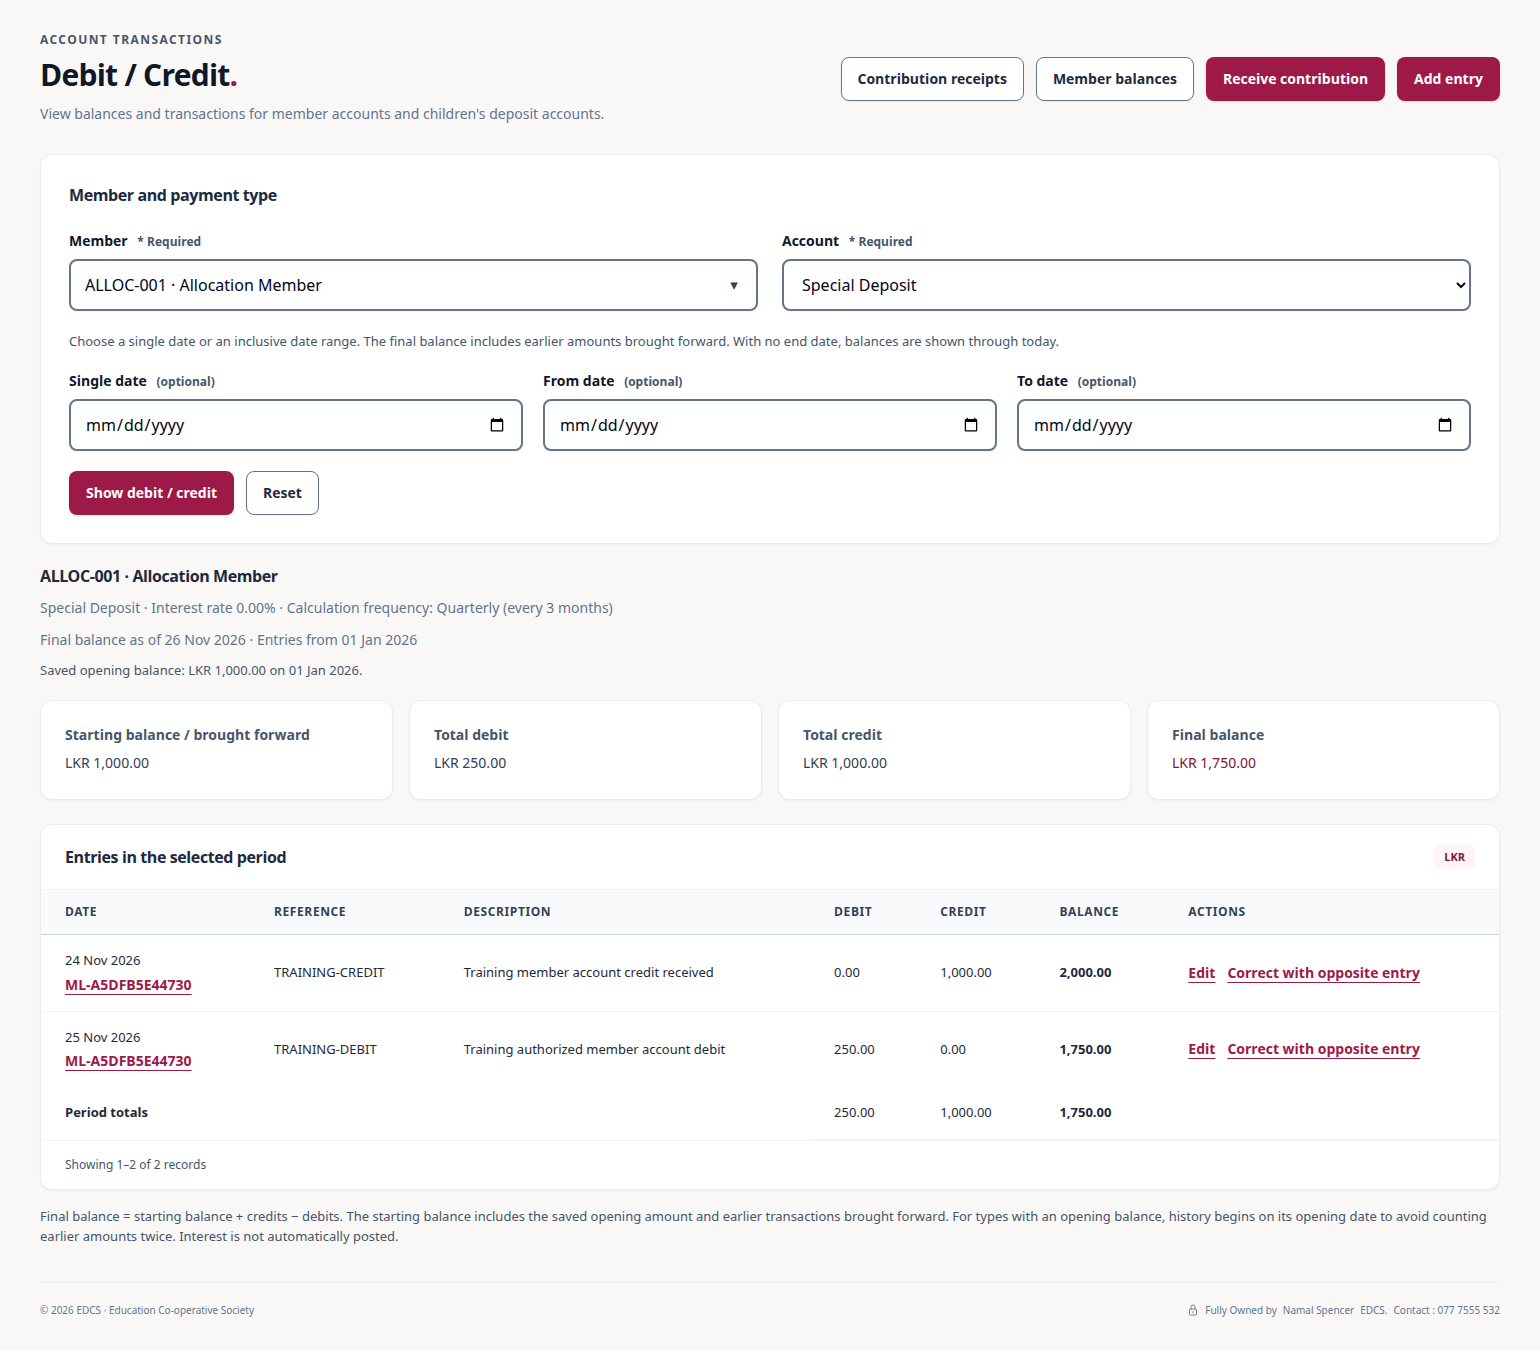 ACCOUNT TRANSACTIONS
Debit / Credit.
View balances and transactions for member accounts and children's deposit accounts.
Contribution receipts
Member balances
Receive contribution
Add entry
Member and payment type
Member * Required
Account * Required
ALLOC-001 · Allocation Member ▼
Special Deposit
Choose a single date or an inclusive date range. The final balance includes earlier amounts brought forward. With no end date, balances are shown through today.
Single date (optional)
From date (optional)
To date (optional)
mm/dd/yyyy
mm/dd/yyyy
mm/dd/yyyy
Show debit / credit
Reset
ALLOC-001 · Allocation Member
Special Deposit · Interest rate 0.00% · Calculation frequency: Quarterly (every 3 months)
Final balance as of 26 Nov 2026 · Entries from 01 Jan 2026
Saved opening balance: LKR 1,000.00 on 01 Jan 2026.
Starting balance / brought forward
LKR 1,000.00
Total debit
LKR 250.00
Total credit
LKR 1,000.00
Final balance
LKR 1,750.00
Entries in the selected period
LKR
DATE REFERENCE DESCRIPTION DEBIT CREDIT BALANCE ACTIONS
24 Nov 2026
ML-A5DFB5E44730
TRAINING-CREDIT Training member account credit received 0.00 1,000.00 2,000.00 Edit Correct with opposite entry
25 Nov 2026
ML-A5DFB5E44730
TRAINING-DEBIT Training authorized member account debit 250.00 0.00 1,750.00 Edit Correct with opposite entry
Period totals 250.00 1,000.00 1,750.00
Showing 1–2 of 2 records
Final balance = starting balance + credits − debits. The starting balance includes the saved opening amount and earlier transactions brought forward. For types with an opening balance, history begins on its opening date to avoid counting
earlier amounts twice. Interest is not automatically posted.
© 2026 EDCS · Education Co-operative Society
Fully Owned by Namal Spencer EDCS. Contact : 077 7555 532